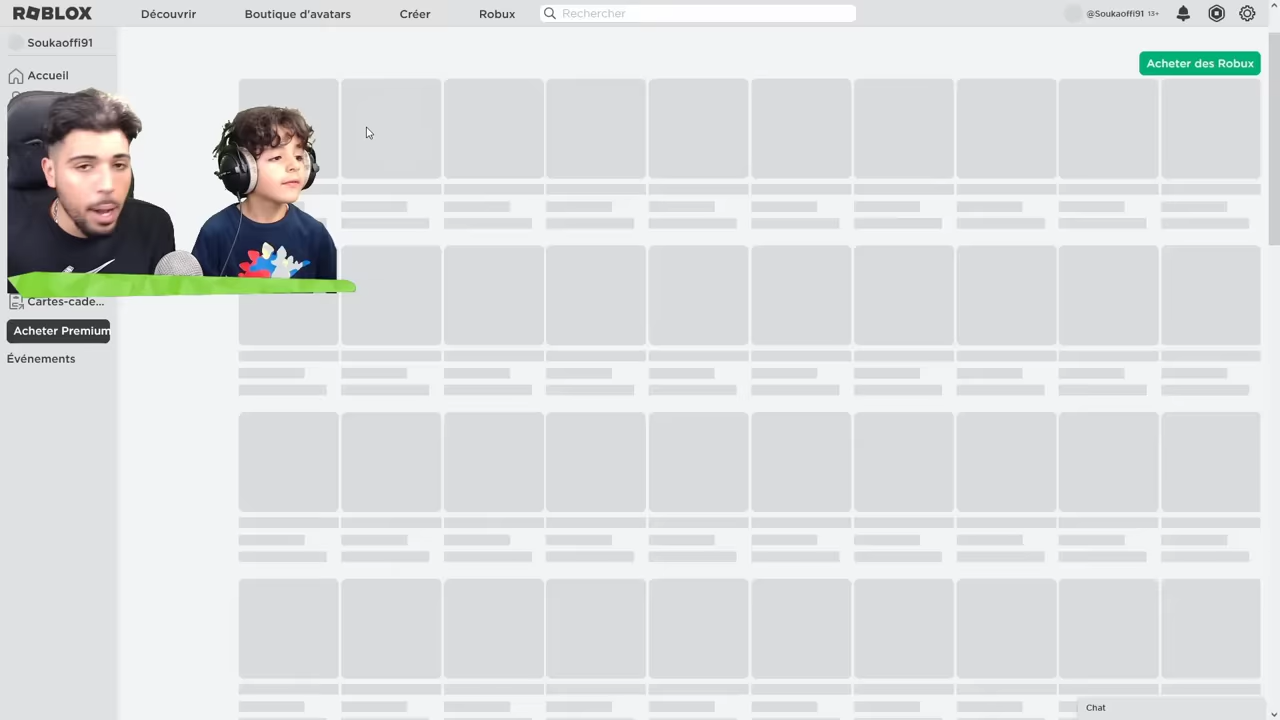 ROBLOX
Découvrir
Boutique d'avatars
Créer
Robux
Rechercher
@Soukaoffi91 13+
Soukaoffi91
Acheter des Robux
Accueil
Cartes-cade...
Acheter Premium
Événements
Chat